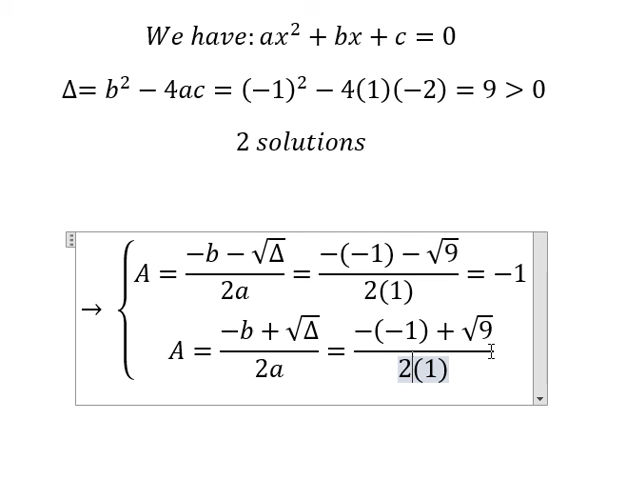 We have: ax² + bx + c = 0
Δ= b² − 4ac = (−1)² − 4(1)(−2) = 9 > 0
2 solutions
→ { A = (−b − √Δ)/(2a) = (−(−1) − √9)/(2(1)) = −1
A = (−b + √Δ)/(2a) = (−(−1) + √9)/(2(1))